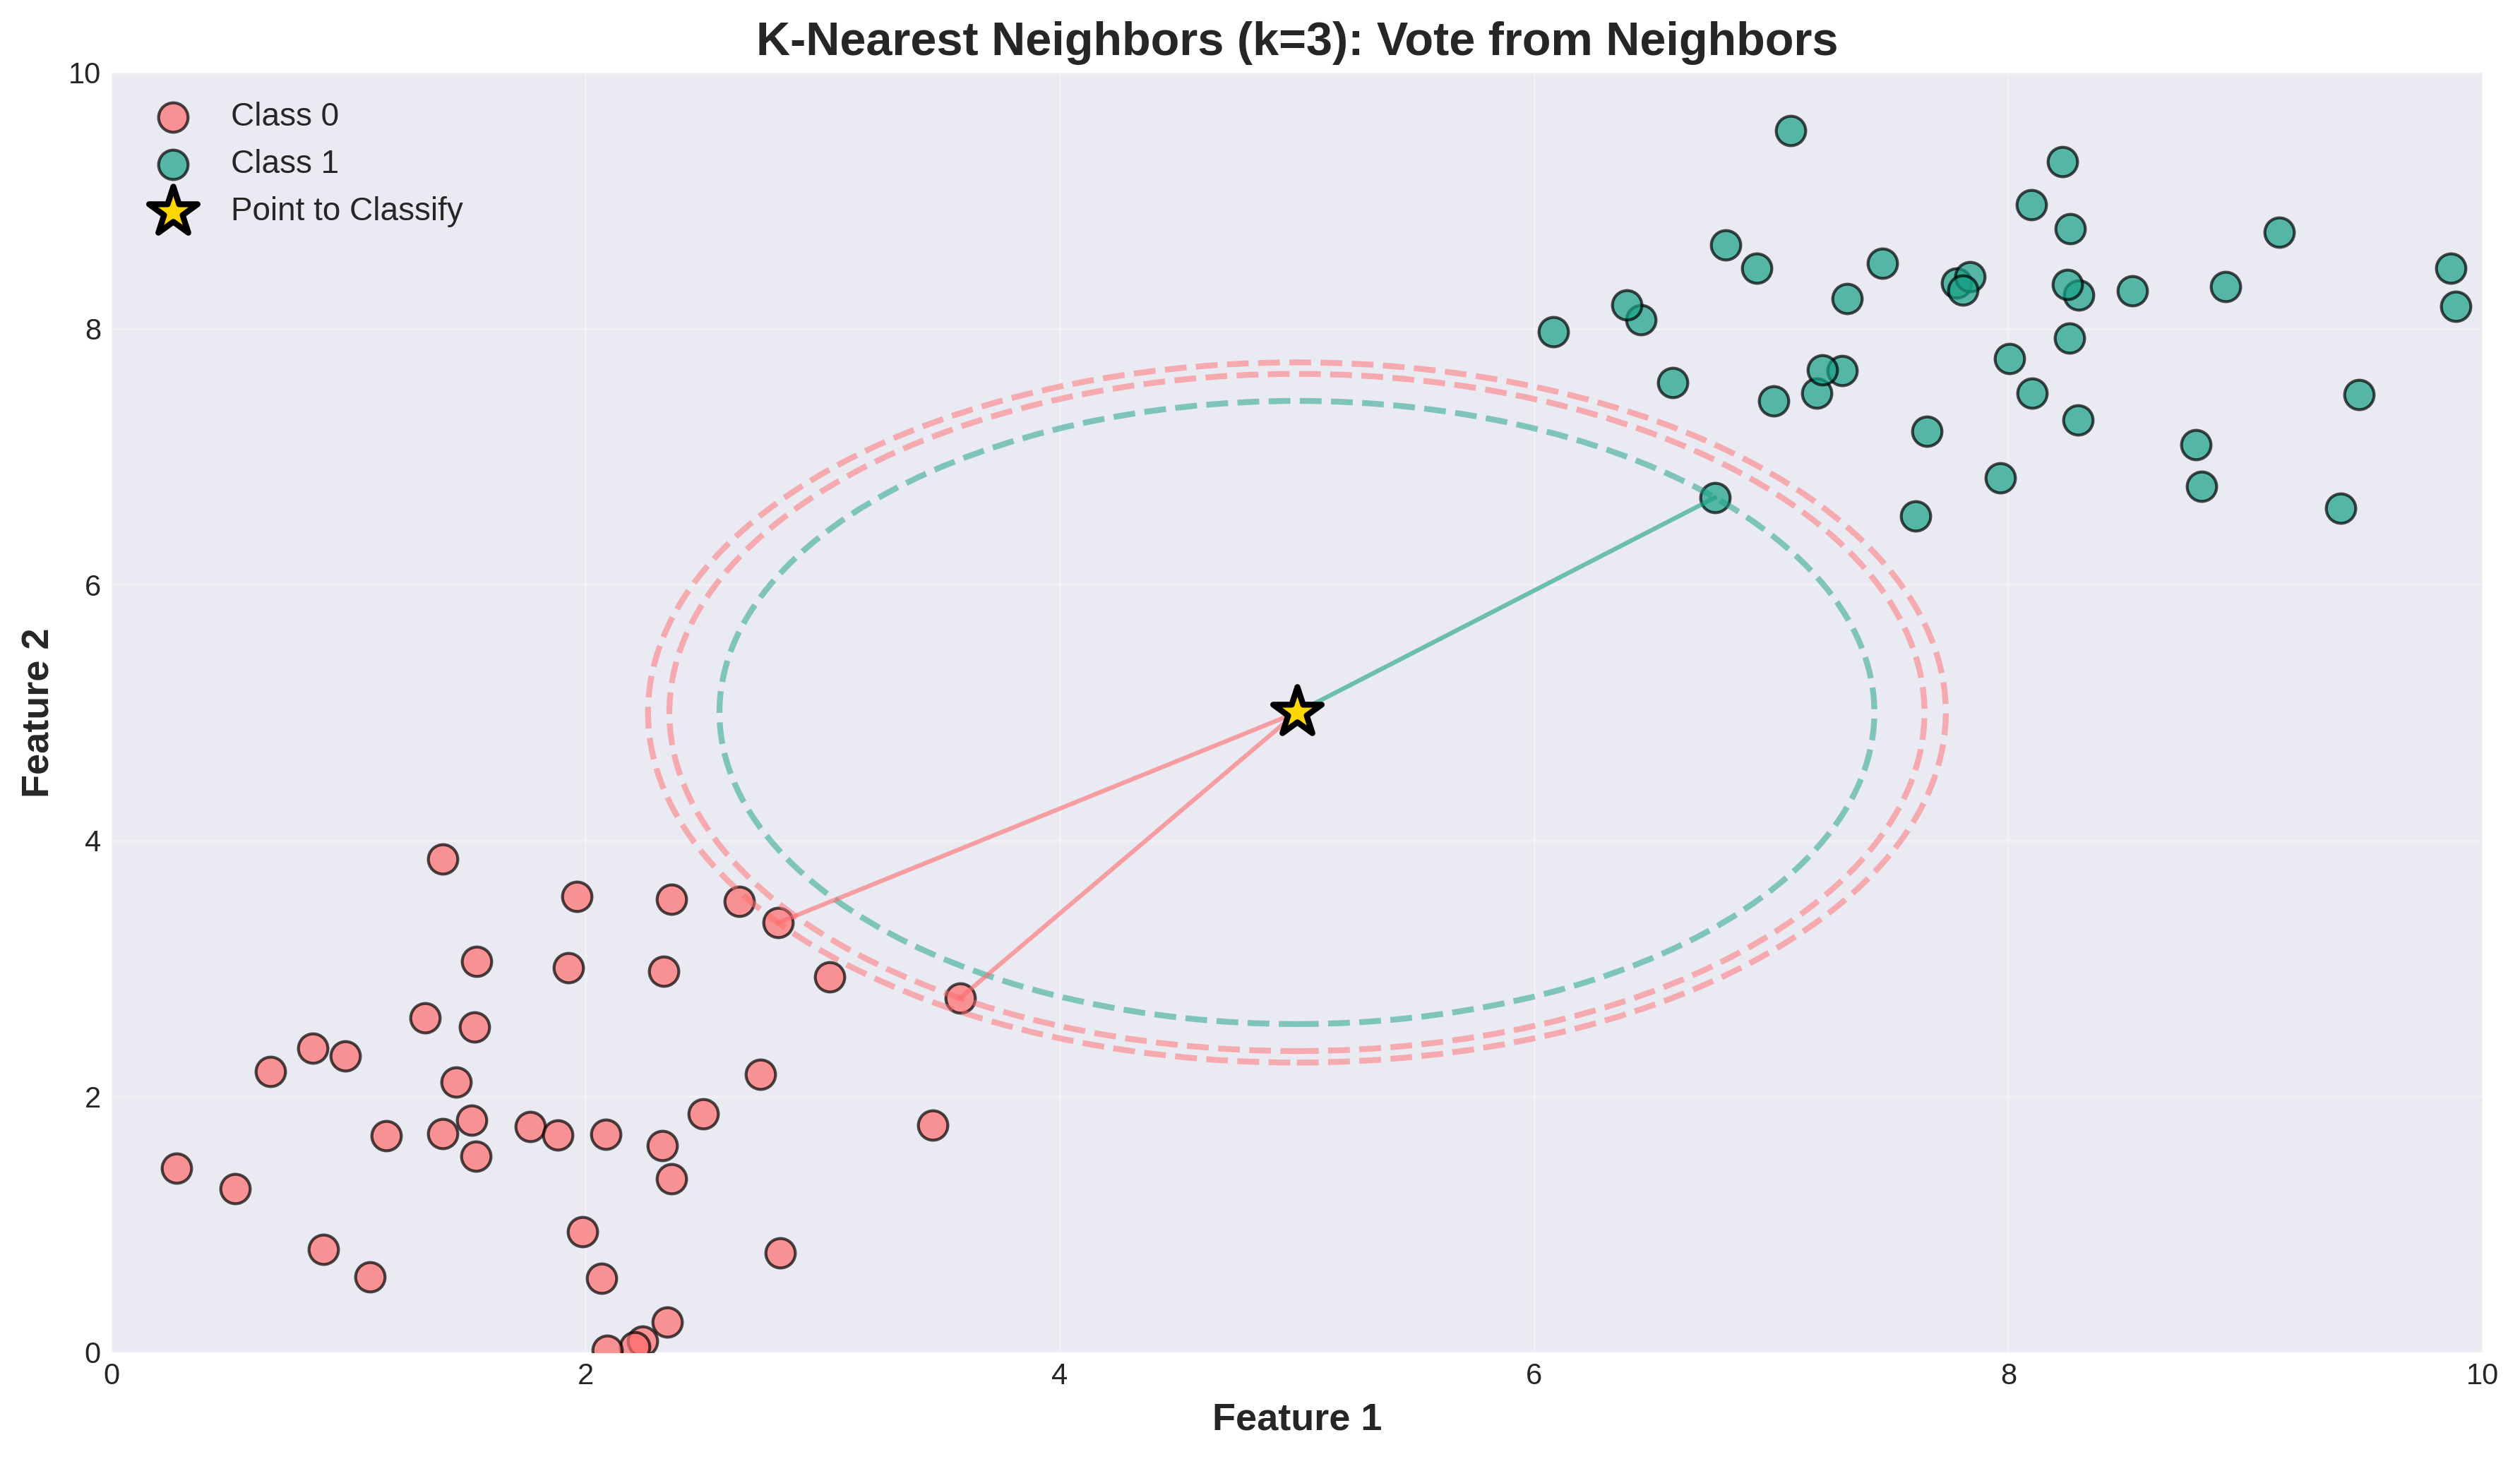 K-Nearest Neighbors (k=3): Vote from Neighbors
10
8
6
4
2
0
Class 0
Class 1
Point to Classify
Feature 2
0 2 4 6 8 10
Feature 1